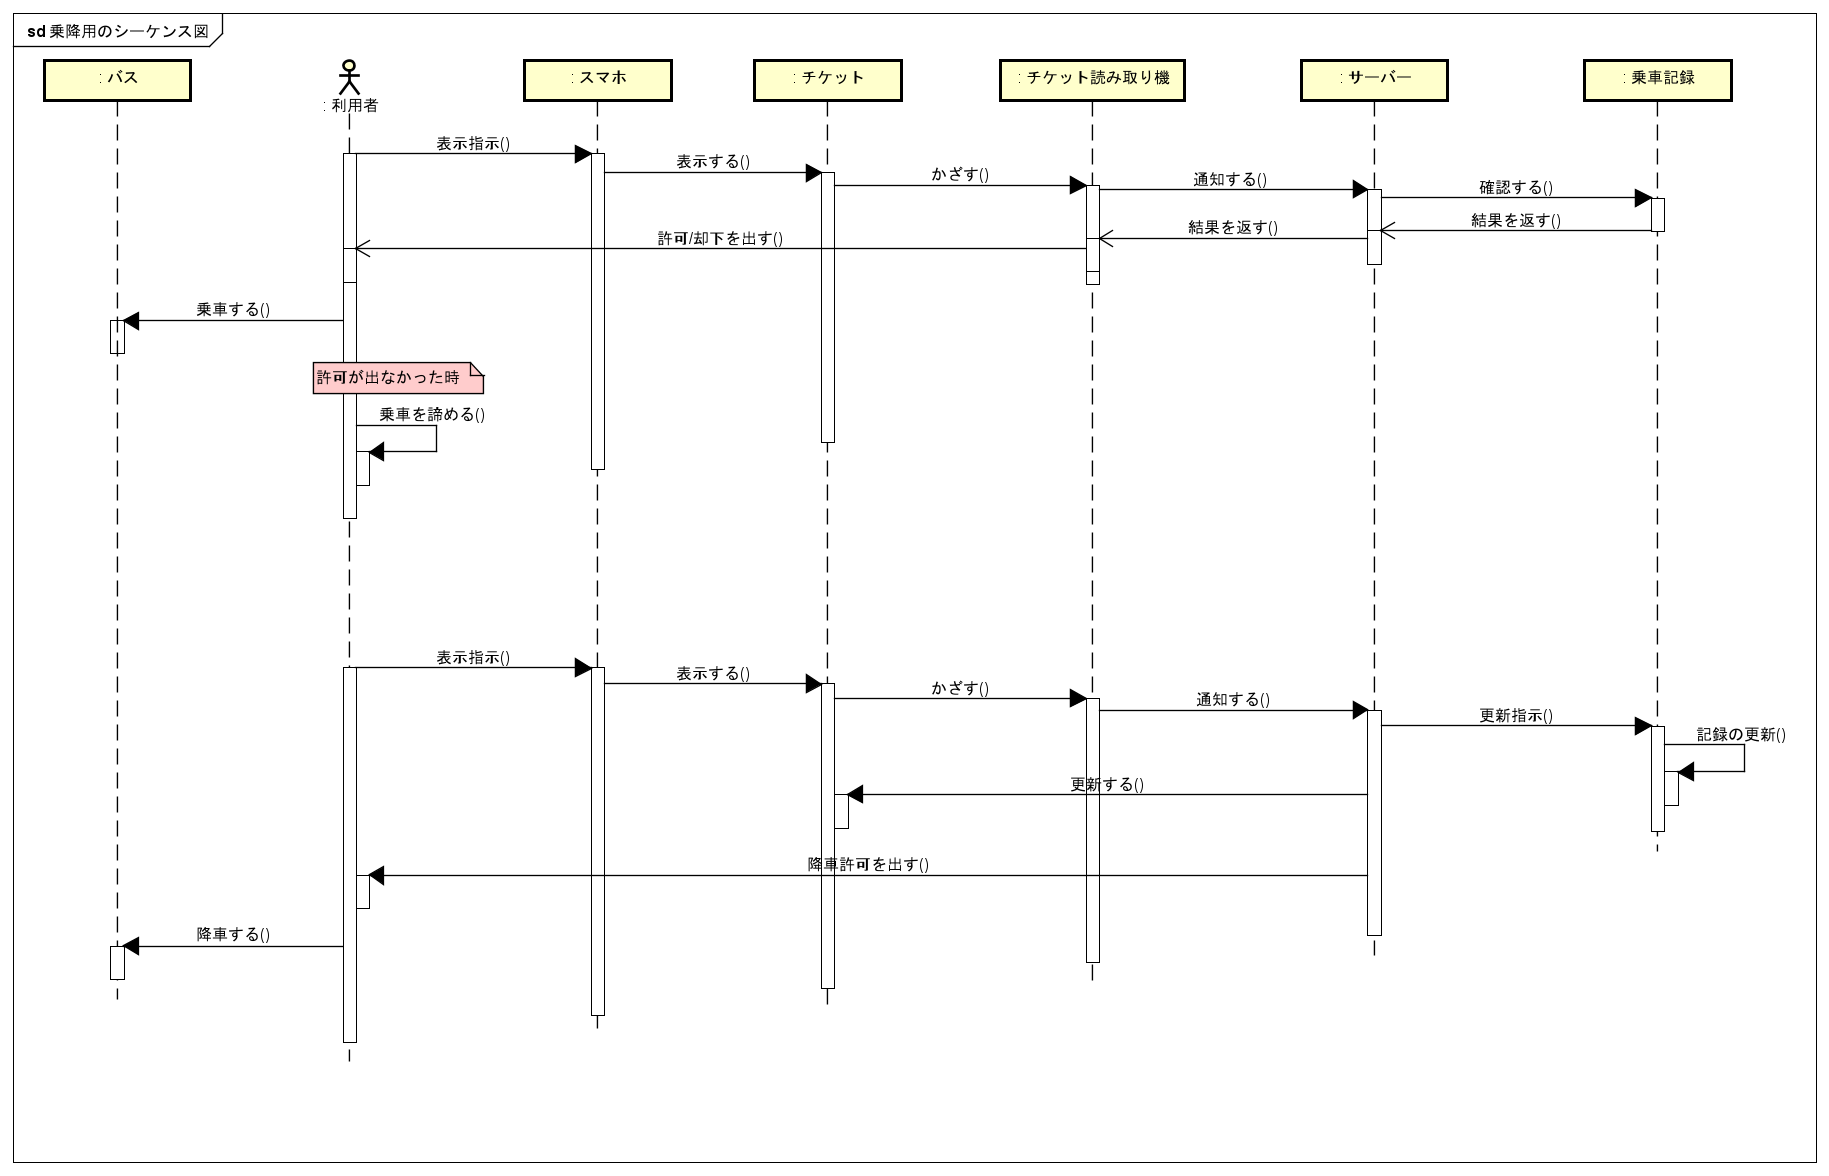 sd 乗降用のシーケンス図
: バス
: 利用者
: スマホ
: チケット
: チケット読み取り機
: サーバー
: 乗車記録
表示指示()
表示する()
かざす()
通知する()
確認する()
結果を返す()
結果を返す()
許可/却下を出す()
乗車する()
許可が出なかった時
乗車を諦める()
表示指示()
表示する()
かざす()
通知する()
更新指示()
記録の更新()
更新する()
降車許可を出す()
降車する()